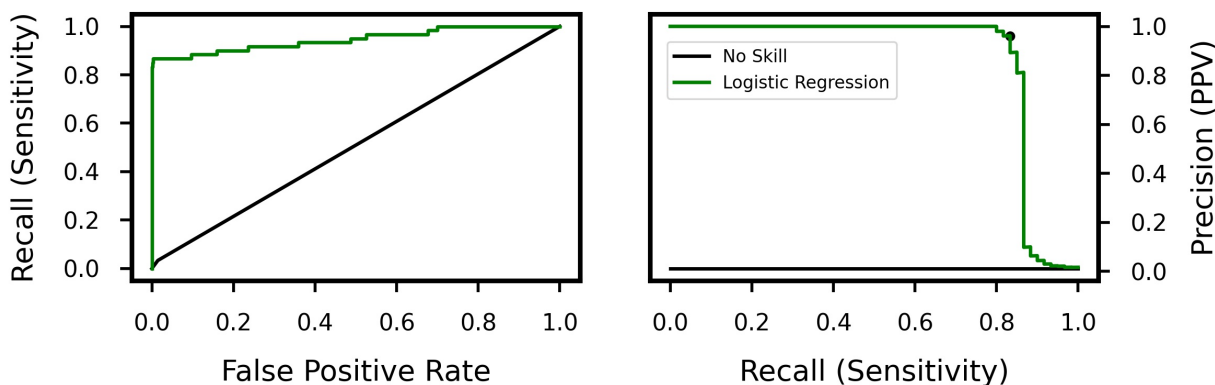 Recall (Sensitivity)
1.0
0.8
0.6
0.4
0.2
0.0
0.0 0.2 0.4 0.6 0.8 1.0
False Positive Rate
No Skill
Logistic Regression
1.0
0.8
0.6
0.4
0.2
0.0
Precision (PPV)
0.0 0.2 0.4 0.6 0.8 1.0
Recall (Sensitivity)